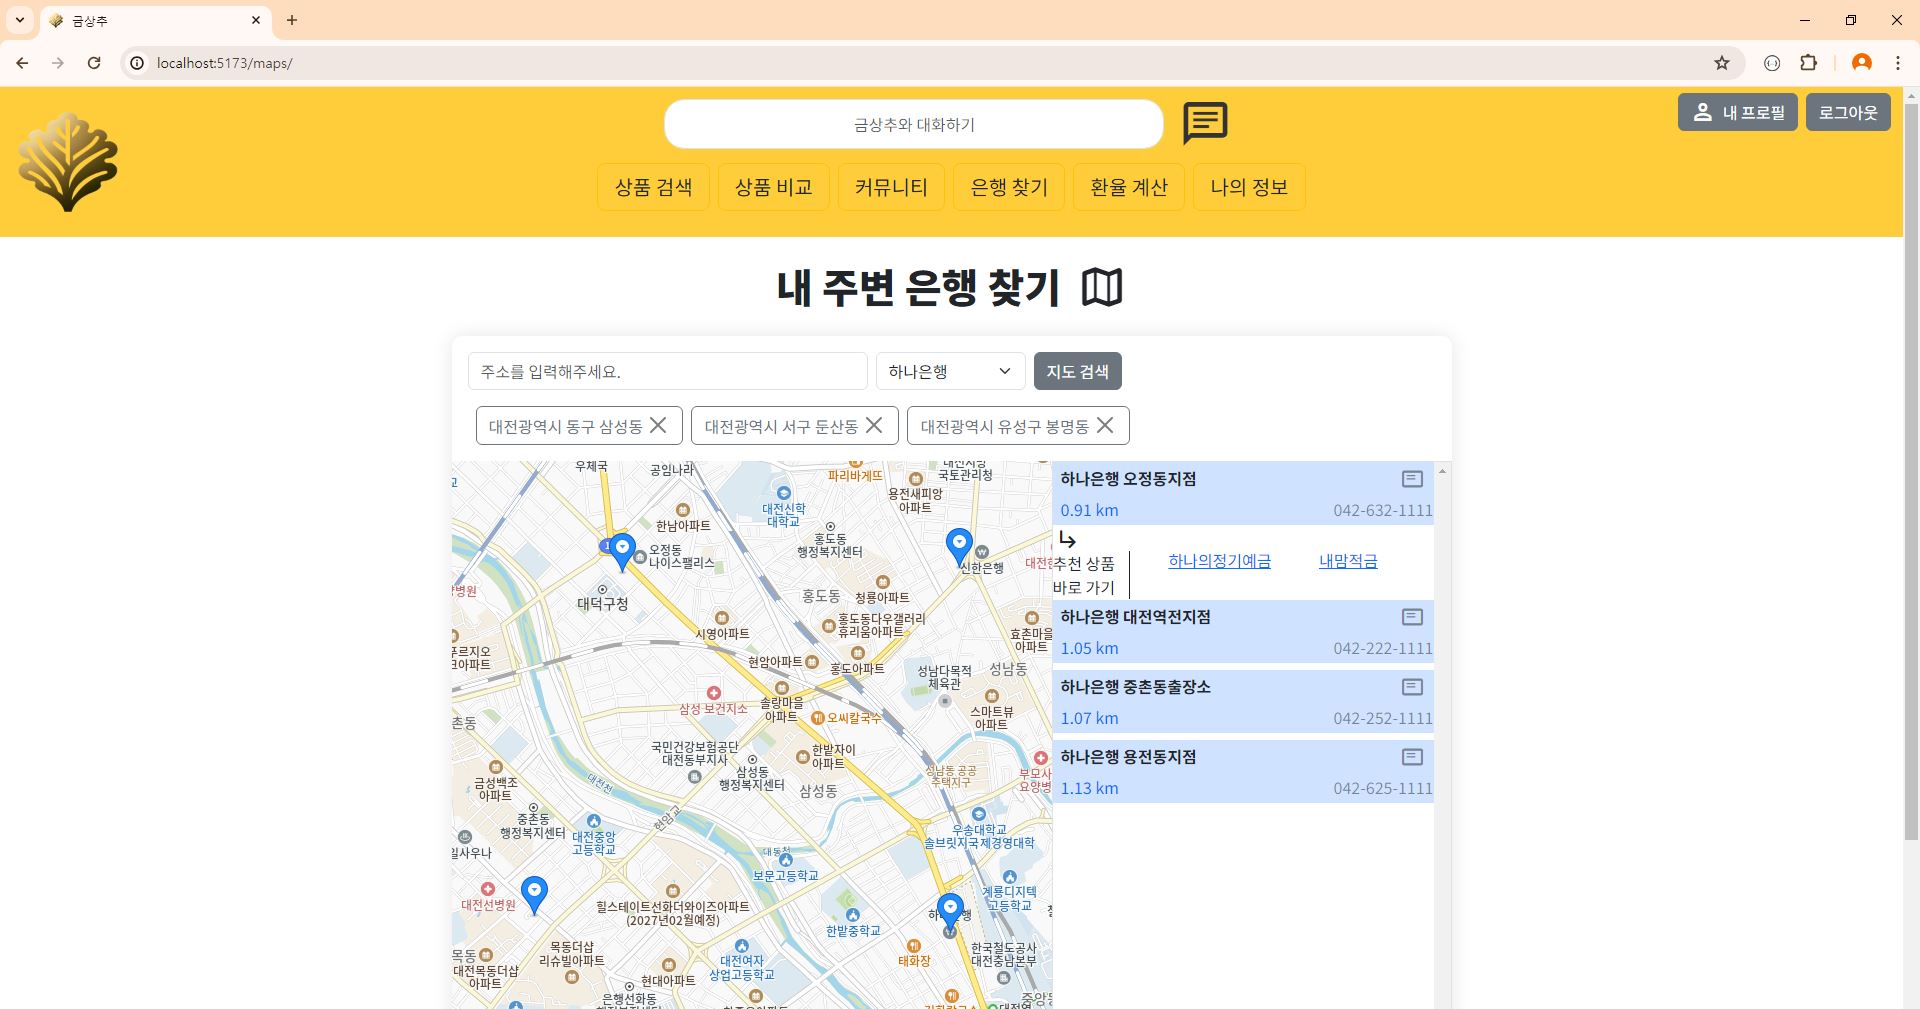 금상추
localhost:5173/maps/
금상추와 대화하기
내 프로필
로그아웃
상품 검색
상품 비교
커뮤니티
은행 찾기
환율 계산
나의 정보
내 주변 은행 찾기
주소를 입력해주세요.
하나은행
지도 검색
대전광역시 동구 삼성동
대전광역시 서구 둔산동
대전광역시 유성구 봉명동
우체국
공임나라
파리바게뜨
국토관리청
용전새피앙
아파트
대전신학
대학교
한남아파트
홍도동
행정복지센터
오정동
나이스팰리스
신한은행
대덕구청
홍도동
청룡아파트
시영아파트
홍도동다우갤러리
휴리움아파트
효촌마을
아파트
현암아파트
홍도아파트
성남다목적
체육관
성남동
삼성 보건지소
솔랑마을
아파트
오씨칼국수
스마트뷰
아파트
국민건강보험공단
대전동부지사
삼성동
행정복지센터
한밭자이
아파트
성남동 공공
주택지구
삼성동
금성백조
아파트
대전천
중촌동
행정복지센터
대전중앙
고등학교
현암교
우송대학교
솔브릿지국제경영대학
대동천
보문고등학교
대전선병원
힐스테이트선화더와이즈아파트
(2027년02월예정)
계룡디지텍
고등학교
한밭중학교
목동
대전목동더샵
아파트
목동더샵
리슈빌아파트
현대아파트
대전여자
상업고등학교
태화장
한국철도공사
대전충남본부
은행선화동
하나은행 오정동지점
0.91 km
042-632-1111
추천 상품
바로 가기
하나의정기예금
내맘적금
하나은행 대전역전지점
1.05 km
042-222-1111
하나은행 중촌동출장소
1.07 km
042-252-1111
하나은행 용전동지점
1.13 km
042-625-1111